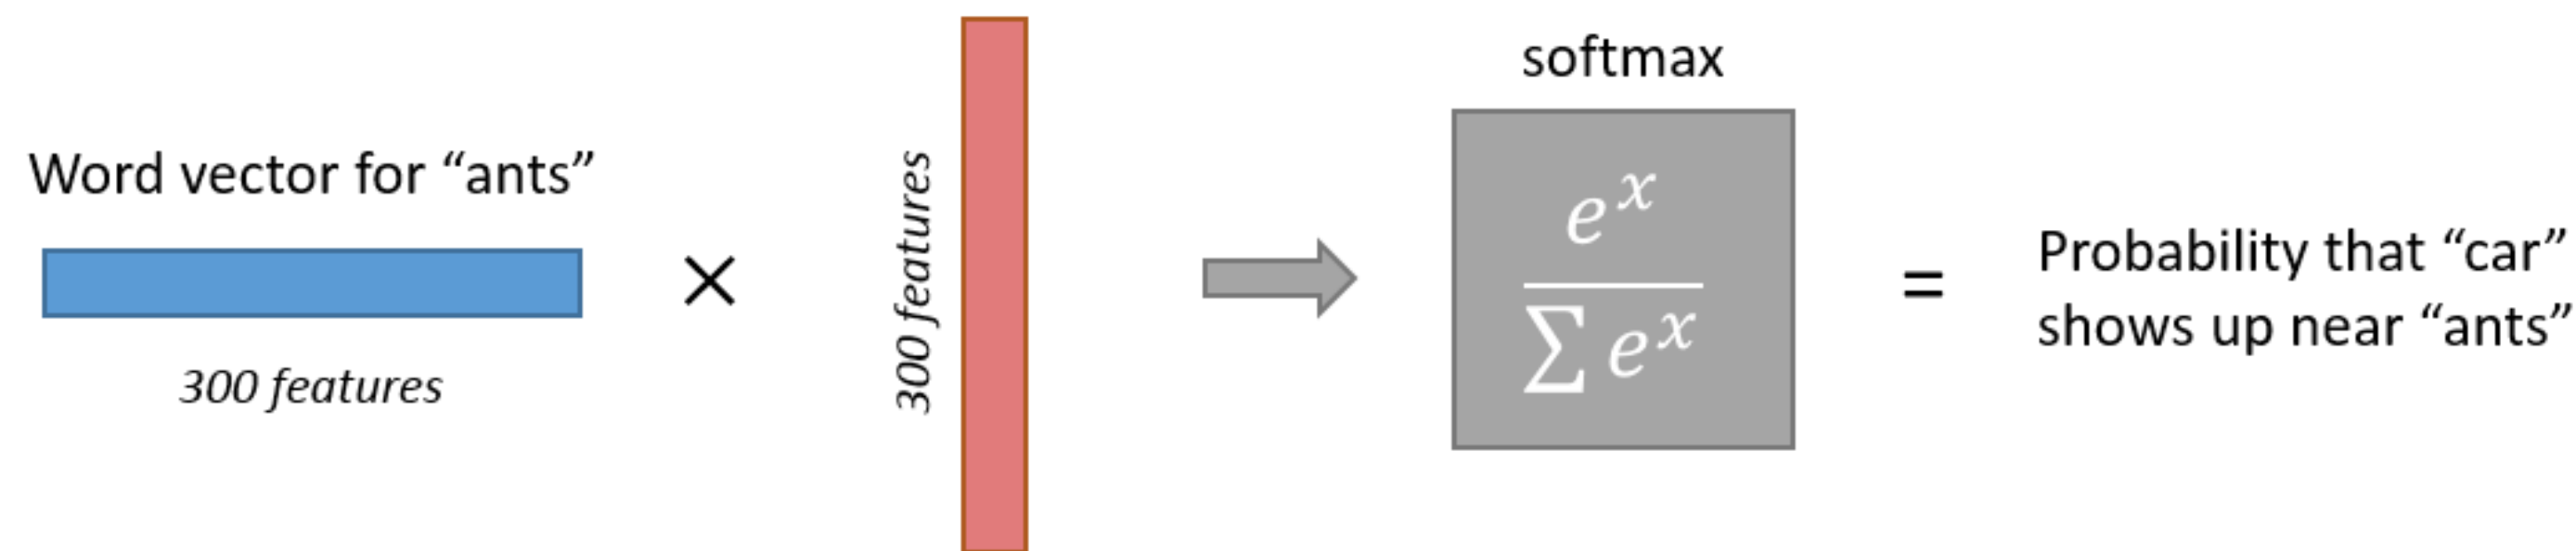 Word vector for “ants”
300 features
×
300 features
softmax
e^x
∑ e^x
=
Probability that “car”
shows up near “ants”